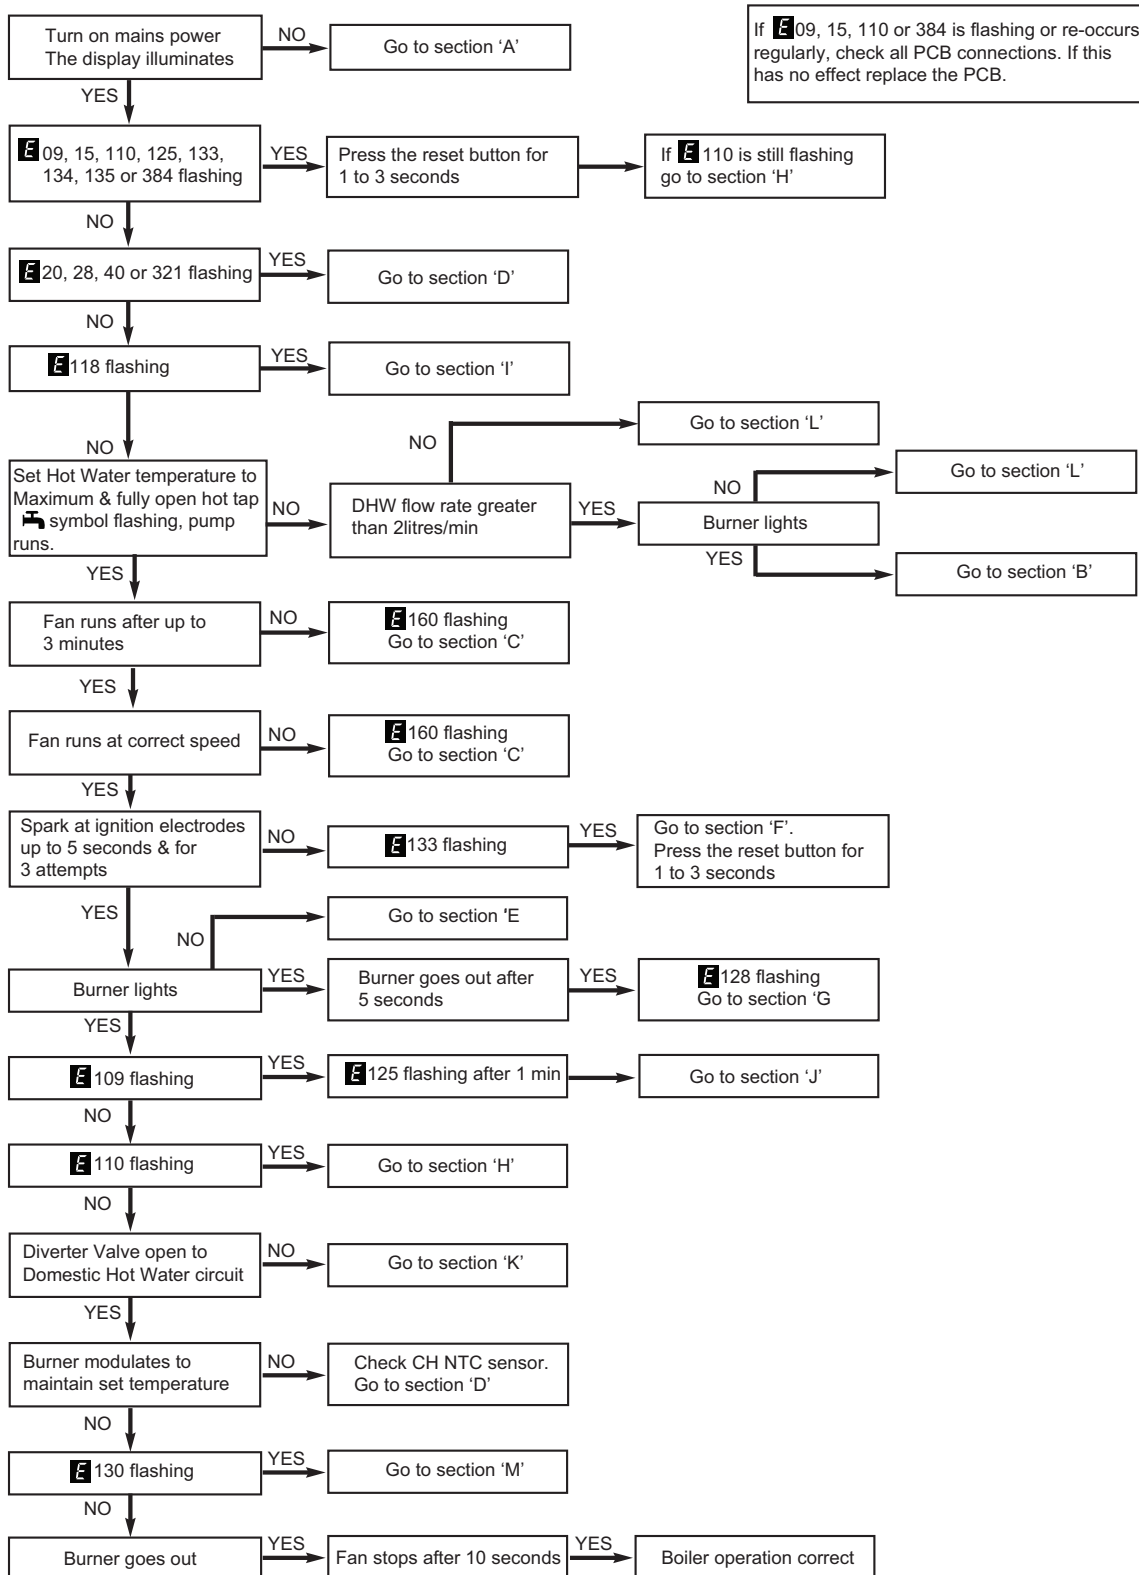 Turn on mains power
The display illuminates
NO
Go to section ‘A’
If E 09, 15, 110 or 384 is flashing or re-occurs
regularly, check all PCB connections. If this
has no effect replace the PCB.
YES
E 09, 15, 110, 125, 133,
134, 135 or 384 flashing
YES
Press the reset button for
1 to 3 seconds
If E 110 is still flashing
go to section ‘H’
NO
E 20, 28, 40 or 321 flashing
YES
Go to section ‘D’
NO
E 118 flashing
YES
Go to section ‘I’
NO
Set Hot Water temperature to
Maximum & fully open hot tap
symbol flashing, pump
runs.
NO
DHW flow rate greater
than 2litres/min
NO
Go to section ‘L’
YES
Burner lights
NO
Go to section ‘L’
YES
Go to section ‘B’
YES
Fan runs after up to
3 minutes
NO
E 160 flashing
Go to section ‘C’
YES
Fan runs at correct speed
NO
E 160 flashing
Go to section ‘C’
YES
Spark at ignition electrodes
up to 5 seconds & for
3 attempts
NO
E 133 flashing
YES
Go to section ‘F’.
Press the reset button for
1 to 3 seconds
YES
NO
Go to section 'E
Burner lights
YES
Burner goes out after
5 seconds
YES
E 128 flashing
Go to section ‘G
YES
E 109 flashing
YES
E 125 flashing after 1 min
Go to section ‘J’
NO
E 110 flashing
YES
Go to section ‘H’
NO
Diverter Valve open to
Domestic Hot Water circuit
NO
Go to section ‘K’
YES
Burner modulates to
maintain set temperature
NO
Check CH NTC sensor.
Go to section ‘D’
NO
E 130 flashing
YES
Go to section ‘M’
NO
Burner goes out
YES
Fan stops after 10 seconds
YES
Boiler operation correct